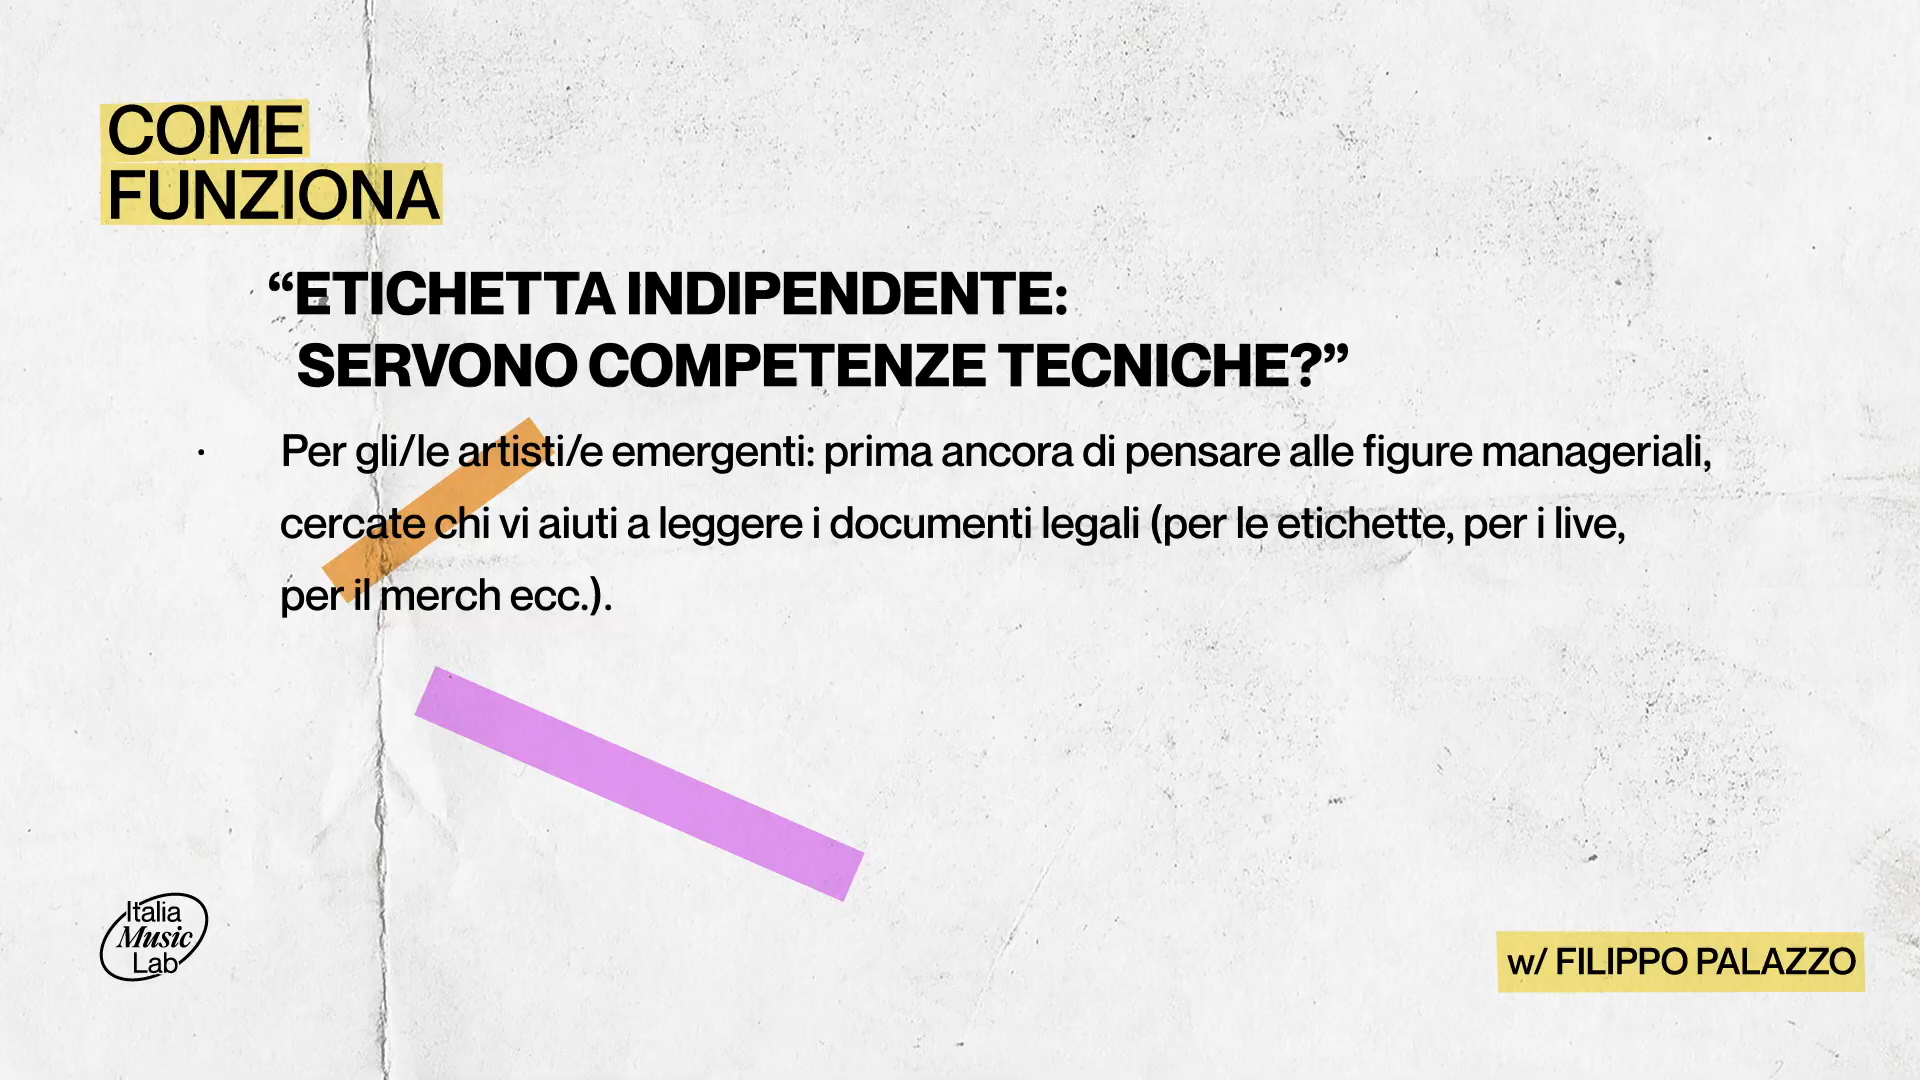 COME
FUNZIONA
“ETICHETTA INDIPENDENTE:
SERVONO COMPETENZE TECNICHE?”
· Per gli/le artisti/e emergenti: prima ancora di pensare alle figure manageriali,
cercate chi vi aiuti a leggere i documenti legali (per le etichette, per i live,
per il merch ecc.).
Italia
Music
Lab
w/ FILIPPO PALAZZO